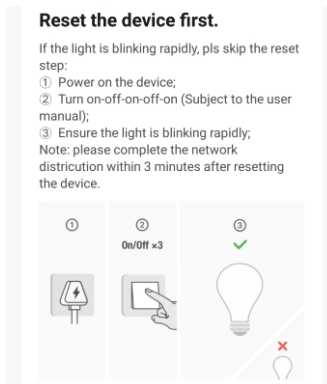 Reset the device first.
If the light is blinking rapidly, pls skip the reset
step:
① Power on the device;
② Turn on-off-on-off-on (Subject to the user
manual);
③ Ensure the light is blinking rapidly;
Note: please complete the network
districution within 3 minutes after resetting
the device.
① ② ③
On/Off ×3